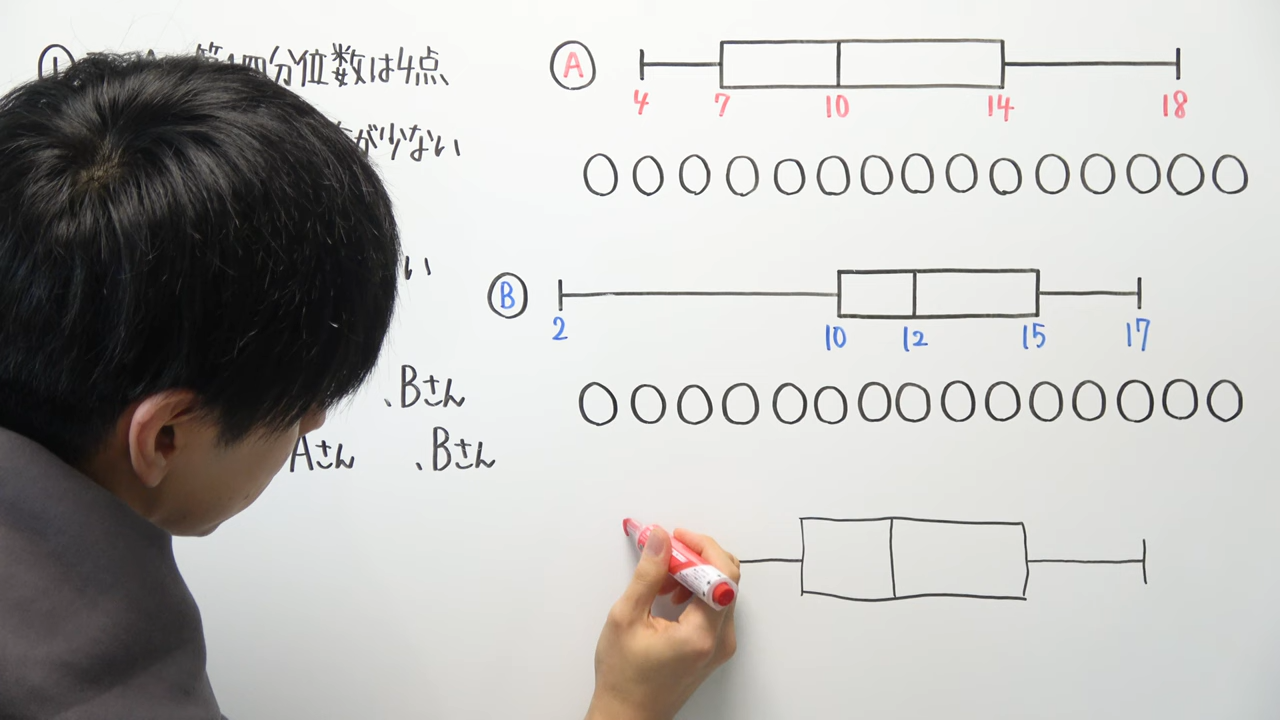 第1四分位数は4点
が少ない
い
、Bさん
Aさん 、Bさん
A
4 7 10 14 18
B
2 10 12 15 17